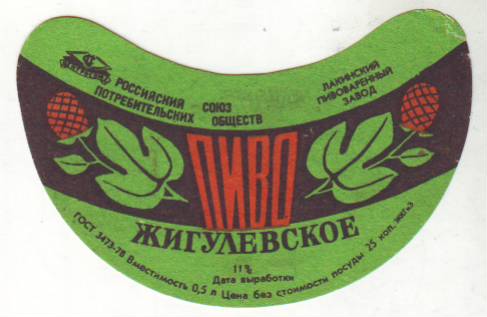 РОССИЙСКИЙ СОЮЗ
ПОТРЕБИТЕЛЬСКИХ ОБЩЕСТВ
ЛАКИНСКИЙ
ПИВОВАРЕННЫЙ
ЗАВОД
ПИВО
ЖИГУЛЕВСКОЕ
11%
Дата выработки
ГОСТ 3473-78 Вместимость 0,5 л Цена без стоимости посуды 25 коп.